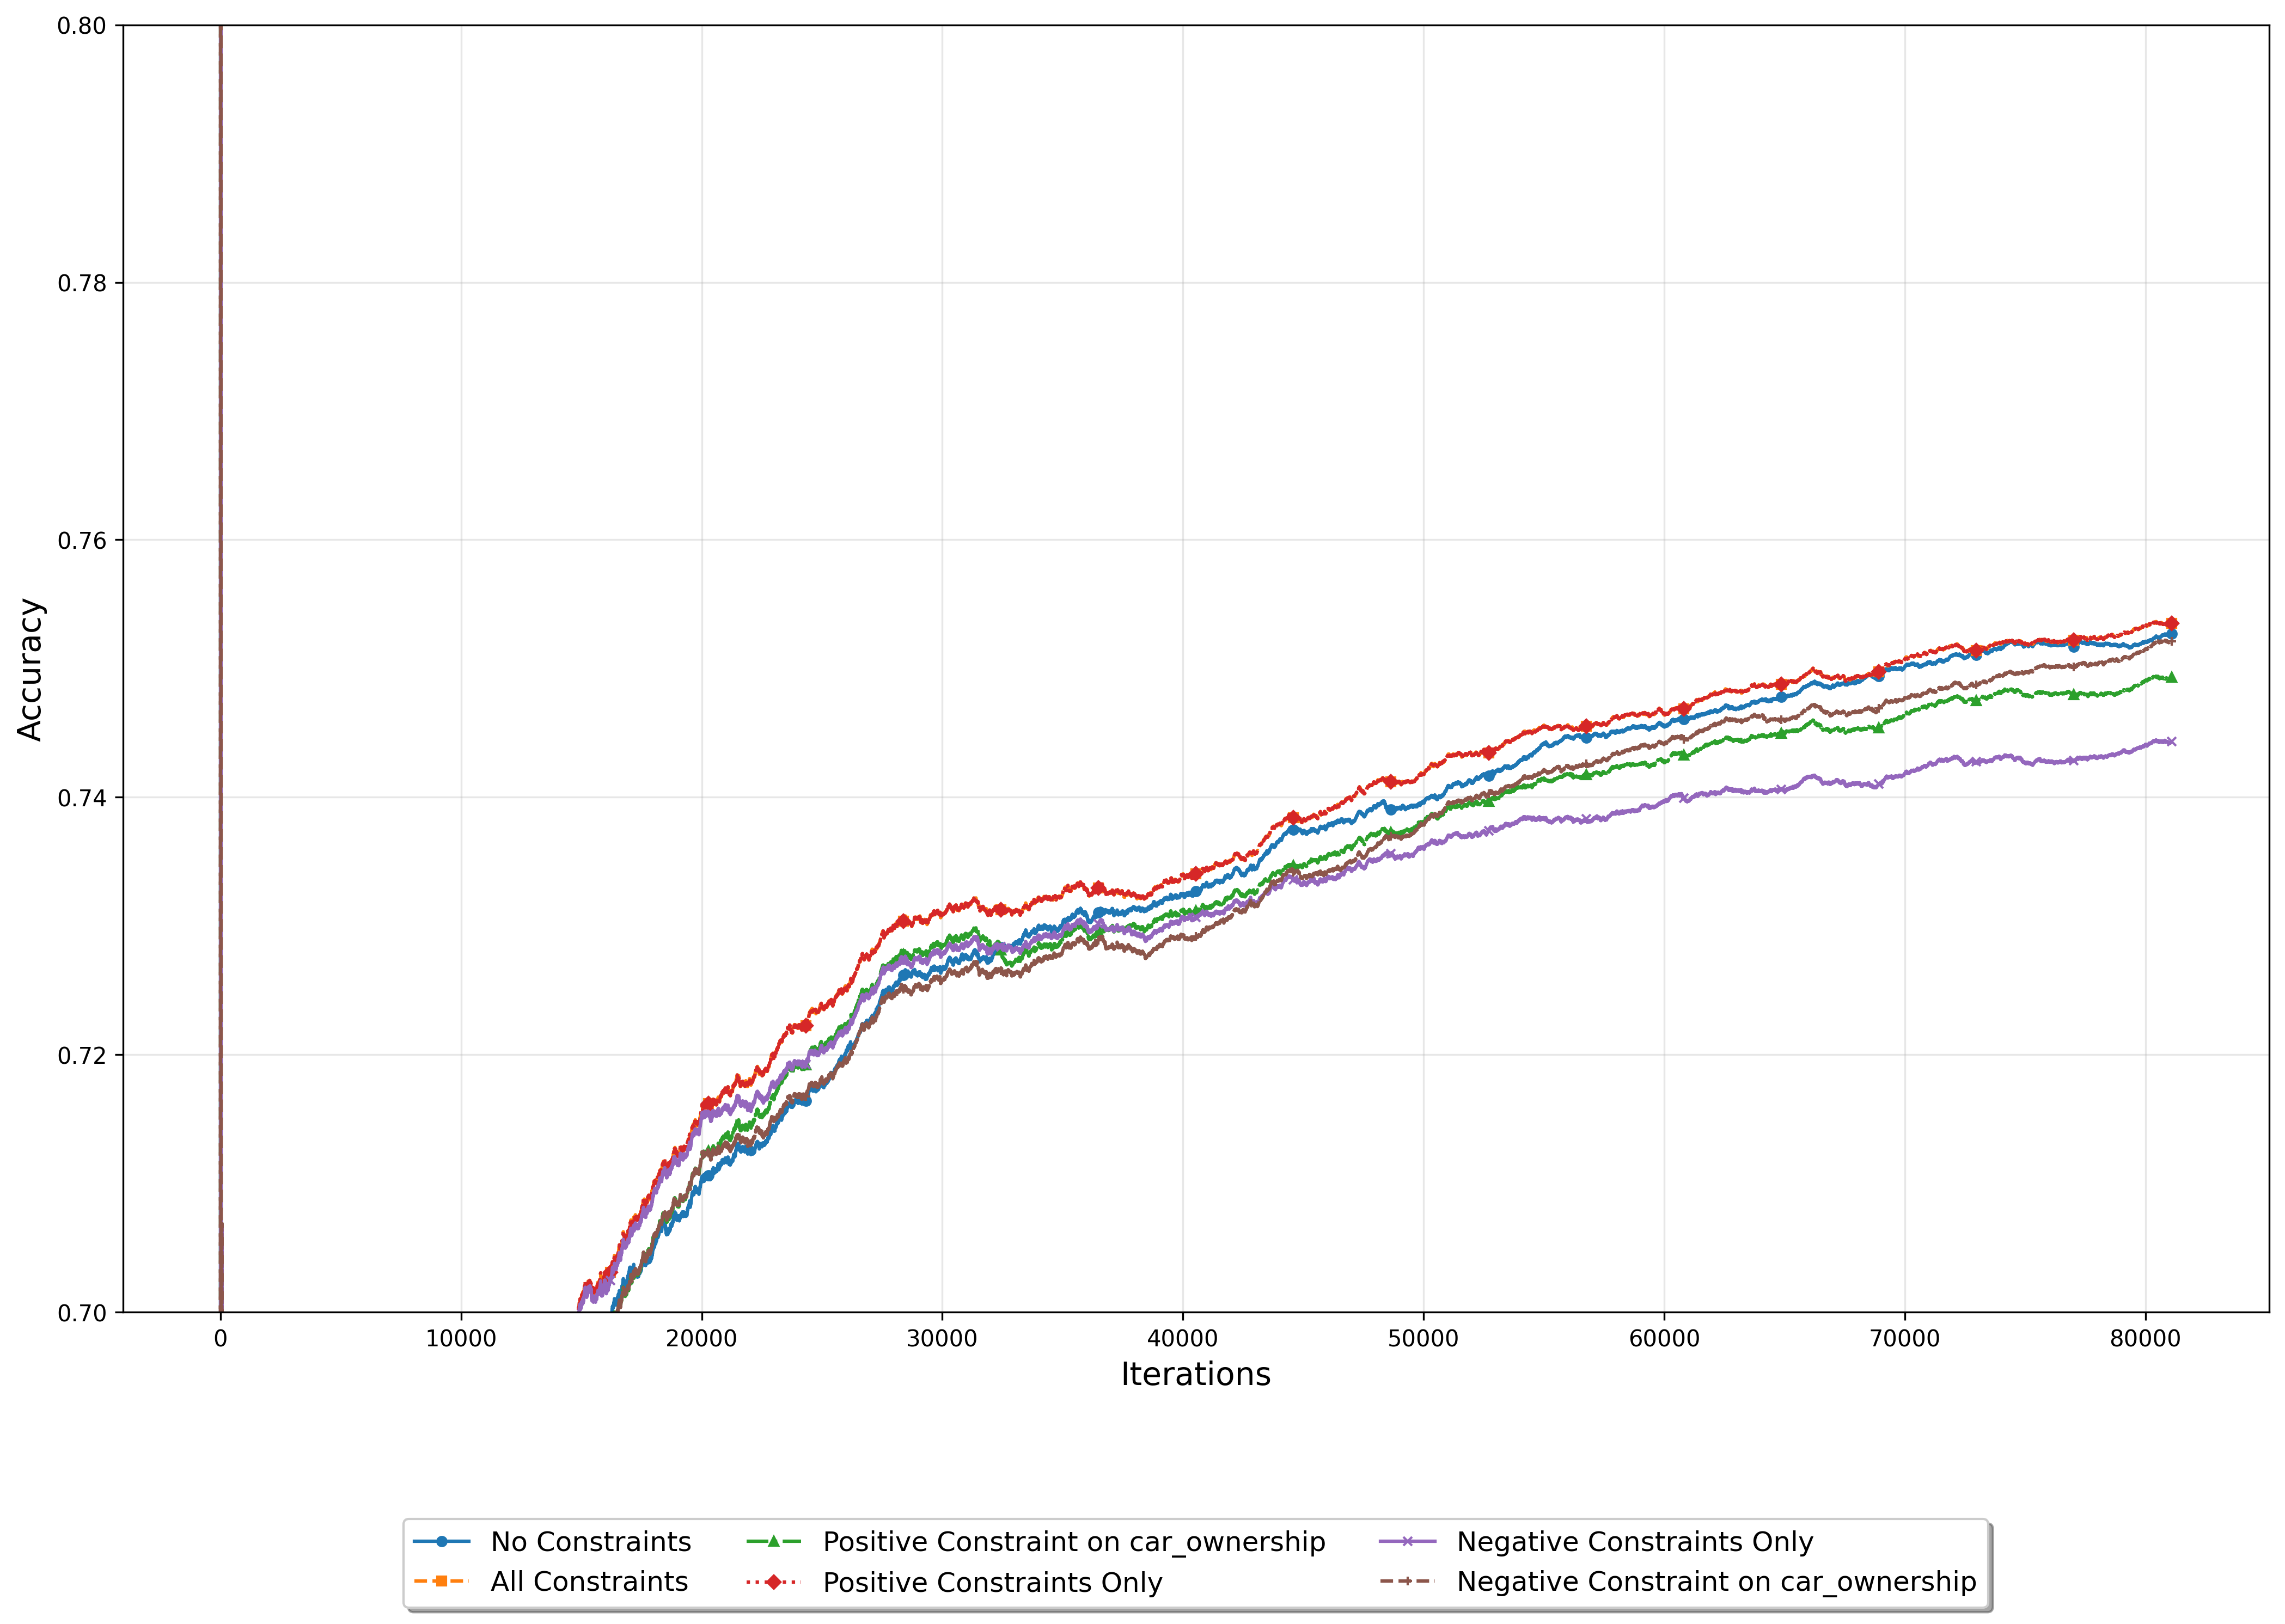 0.80
0.78
0.76
0.74
0.72
0.70
Accuracy
0 10000 20000 30000 40000 50000 60000 70000 80000
Iterations
No Constraints Positive Constraint on car_ownership Negative Constraints Only
All Constraints Positive Constraints Only Negative Constraint on car_ownership